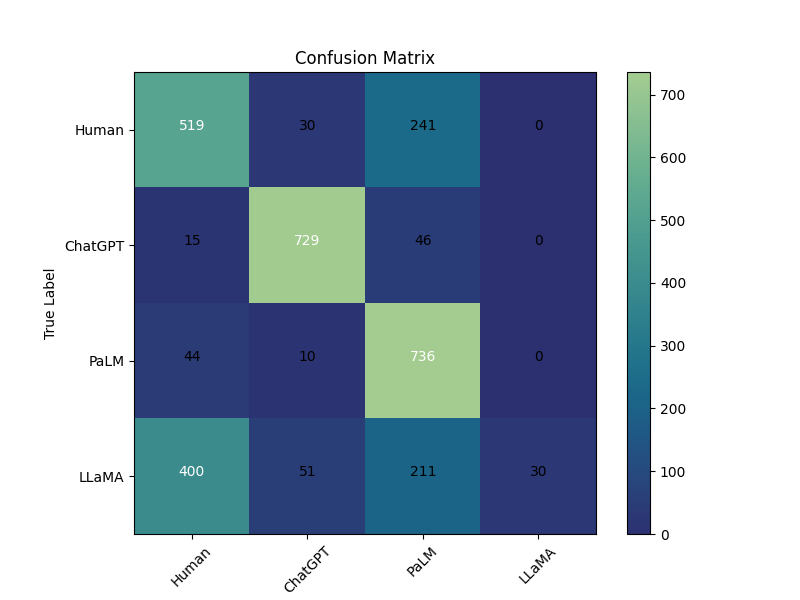 Confusion Matrix
Human 519 30 241 0
ChatGPT 15 729 46 0
PaLM 44 10 736 0
LLaMA 400 51 211 30
True Label
Human ChatGPT PaLM LLaMA
700
600
500
400
300
200
100
0